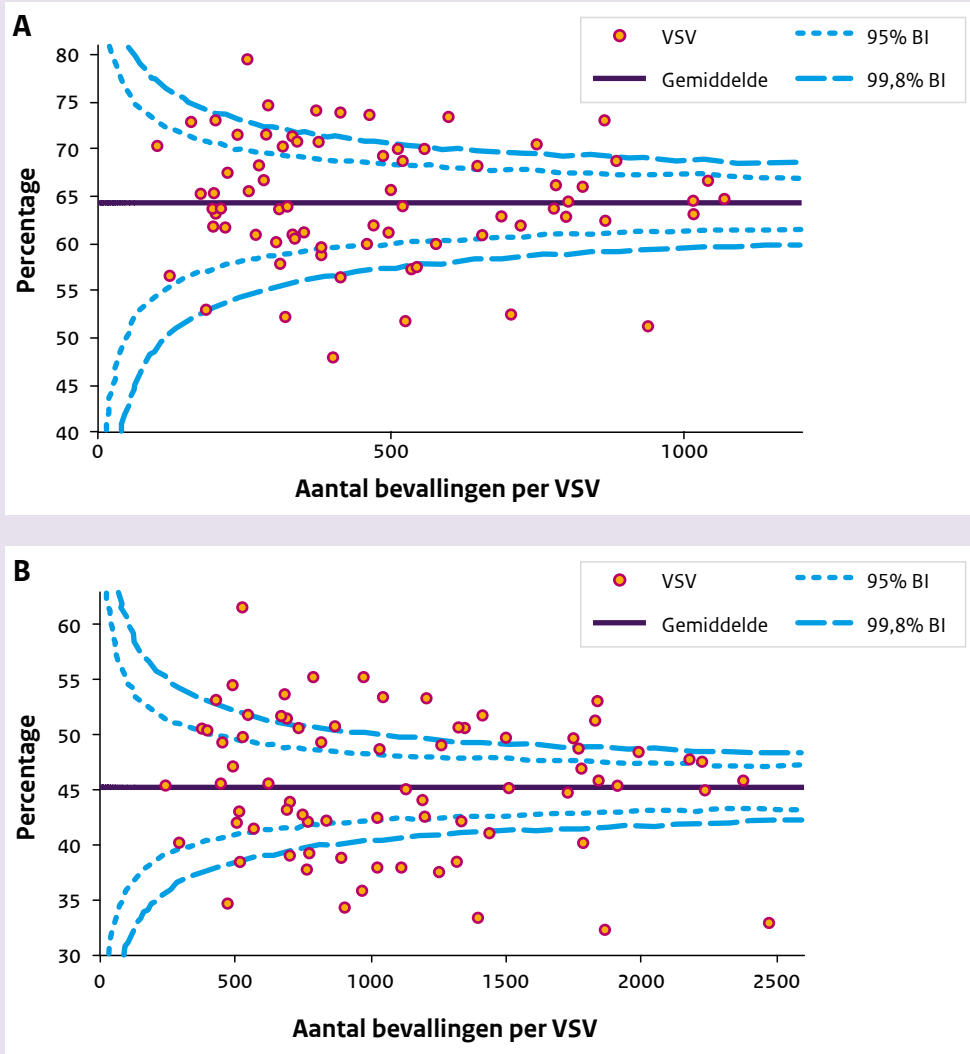 A
VSV
95% BI
Gemiddelde
99,8% BI
Percentage
80
75
70
65
60
55
50
45
40
0
500
1000
Aantal bevallingen per VSV
B
VSV
95% BI
Gemiddelde
99,8% BI
Percentage
60
55
50
45
40
35
30
0
500
1000
1500
2000
2500
Aantal bevallingen per VSV